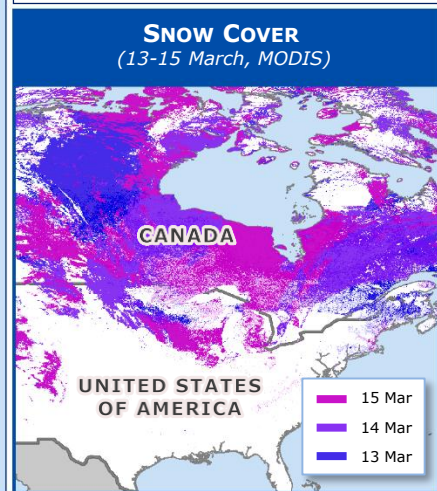 SNOW COVER
(13-15 March, MODIS)
CANADA
UNITED STATES
OF AMERICA
15 Mar
14 Mar
13 Mar